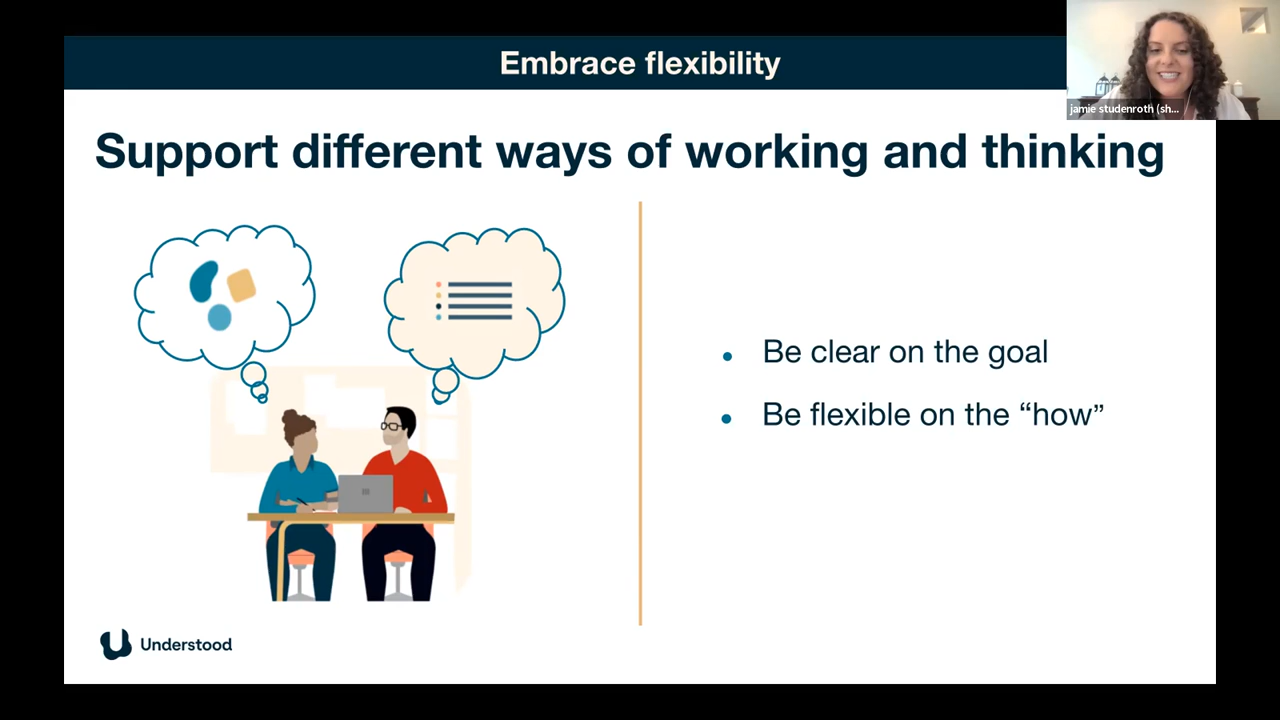 Embrace flexibility
jamie studenroth (sh...
Support different ways of working and thinking
Be clear on the goal
Be flexible on the “how”
Understood